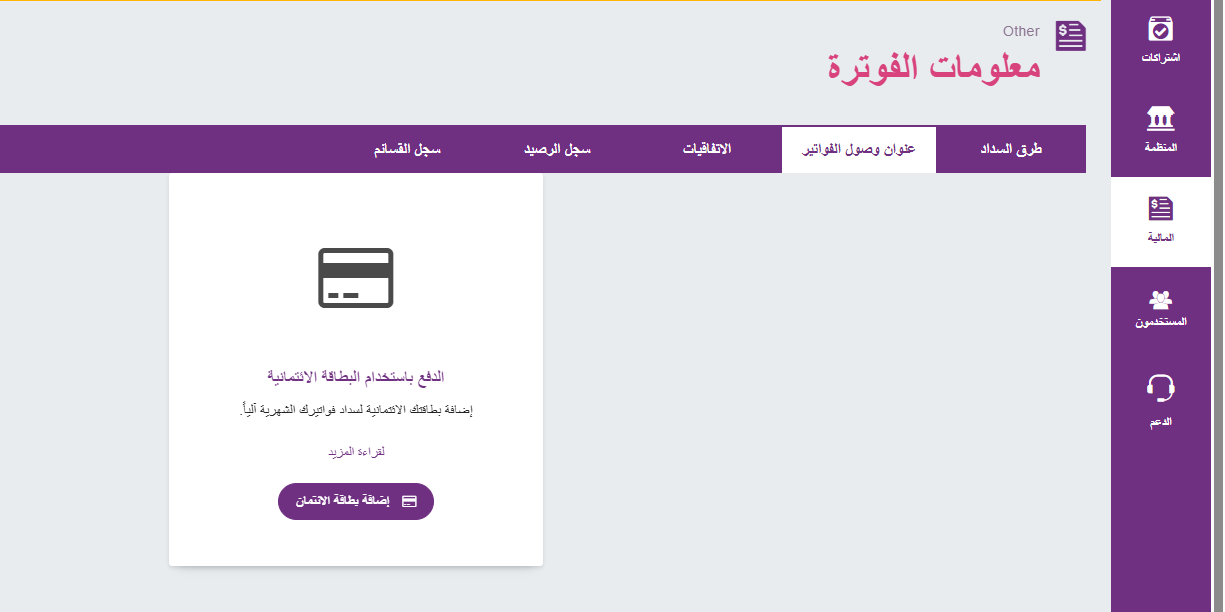 Other
معلومات الفوترة
طرق السداد
عنوان وصول الفواتير
الاتفاقيات
سجل الرصيد
سجل القسائم
الدفع باستخدام البطاقة الائتمانية
إضافة بطاقتك الائتمانية لسداد فواتيرك الشهرية آلياً.
لقراءة المزيد
إضافة بطاقة الائتمان
اشتراكات
المنظمة
المالية
المستخدمون
الدعم